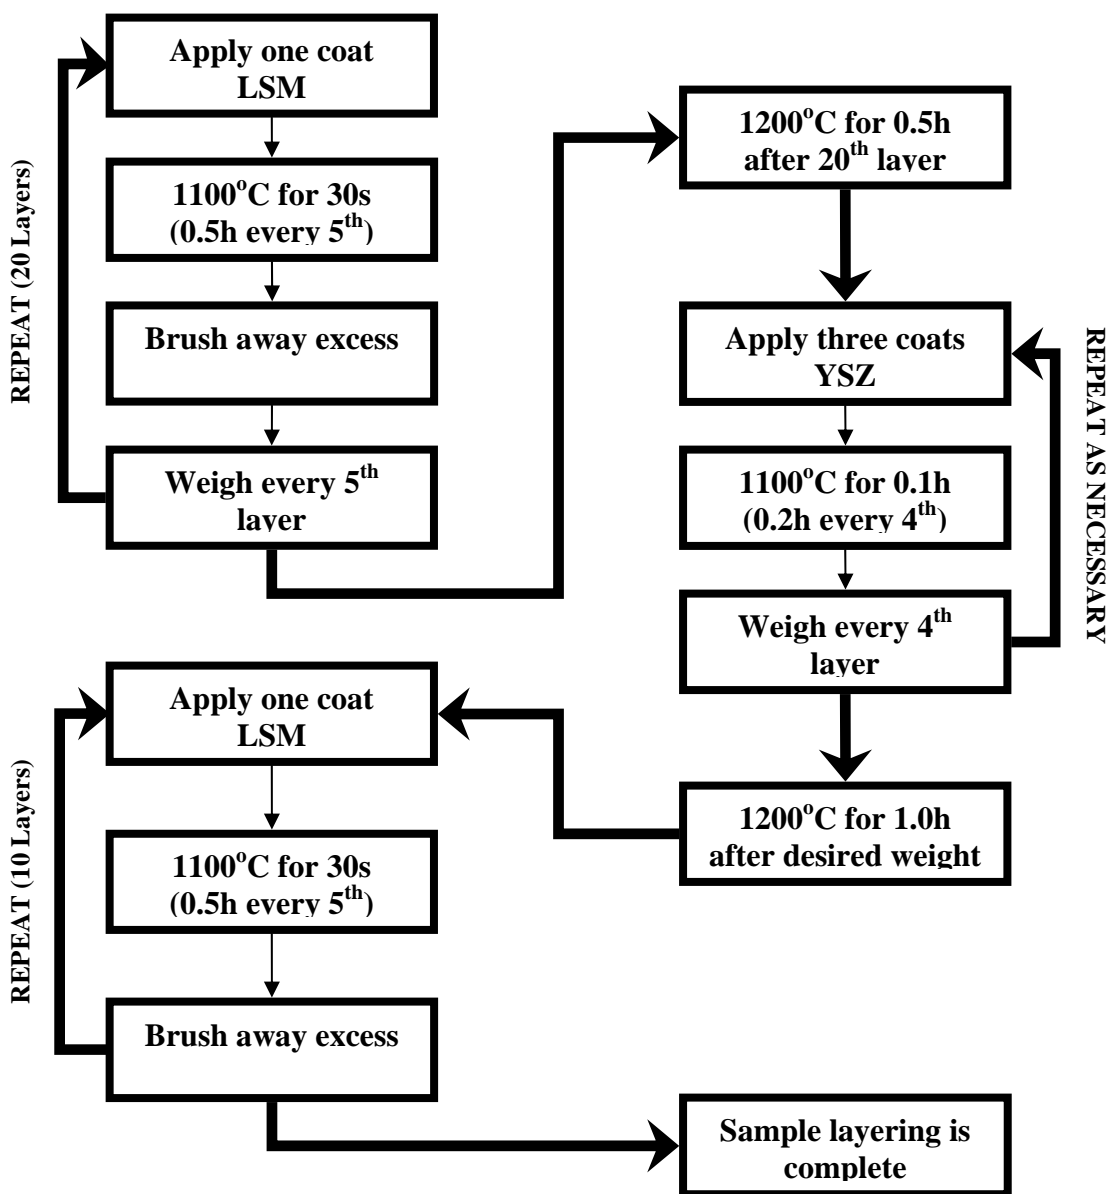 Apply one coat
LSM
1100°C for 30s
(0.5h every 5th)
Brush away excess
Weigh every 5th
layer
REPEAT (20 Layers)
1200°C for 0.5h
after 20th layer
Apply three coats
YSZ
1100°C for 0.1h
(0.2h every 4th)
Weigh every 4th
layer
REPEAT AS NECESSARY
1200°C for 1.0h
after desired weight
Apply one coat
LSM
1100°C for 30s
(0.5h every 5th)
Brush away excess
REPEAT (10 Layers)
Sample layering is
complete